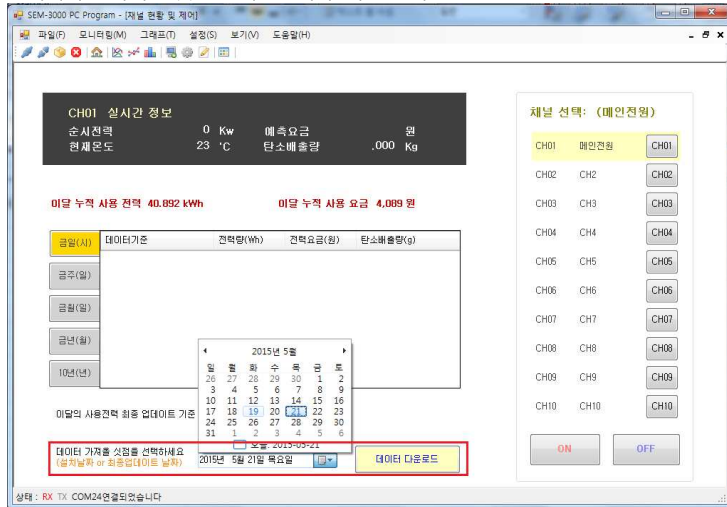 SEM-3000 PC Program - [채널 현황 및 제어]
파일(F) 모니터링(M) 그래프(T) 설정(S) 보기(V) 도움말(H)
CH01 실시간 정보
순시전력 0 Kw 예측요금 원
현재온도 23 ˚C 탄소배출량 .000 Kg
이달 누적 사용 전력 40.892 kWh 이달 누적 사용 요금 4,089 원
금일(시)
금주(일)
금월(일)
금년(월)
10년(년)
데이터기준 전력량(Wh) 전력요금(원) 탄소배출량(g)
이달의 사용전력 최종 업데이트 기준
2015년 5월
일 월 화 수 목 금 토
26 27 28 29 30 1 2
3 4 5 6 7 8 9
10 11 12 13 14 15 16
17 18 19 20 21 22 23
24 25 26 27 28 29 30
31 1 2 3 4 5 6
오늘: 2015-05-21
데이터 가져올 싯점을 선택하세요
(설치날짜 or 최종업데이트 날짜)
2015년 5월 21일 목요일
데이터 다운로드
채널 선택: (메인전원)
CH01 메인전원 CH01
CH02 CH2 CH02
CH03 CH3 CH03
CH04 CH4 CH04
CH05 CH5 CH05
CH06 CH6 CH06
CH07 CH7 CH07
CH08 CH8 CH08
CH09 CH9 CH09
CH10 CH10 CH10
ON OFF
상태 : RX TX COM24연결되었습니다